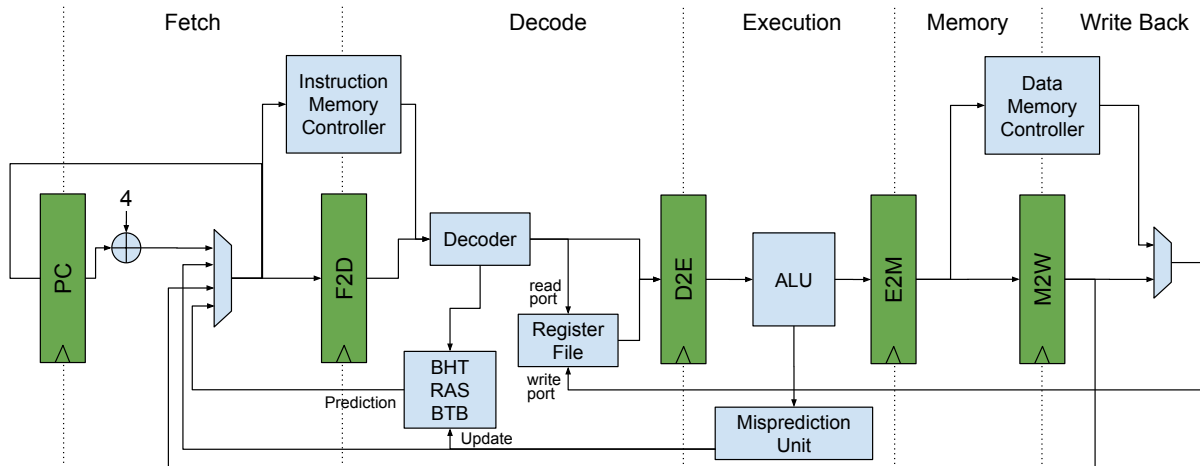 Fetch
Decode
Execution
Memory
Write Back
Instruction
Memory
Controller
Data
Memory
Controller
4
PC
F2D
Decoder
read
port
Register
File
write
port
D2E
ALU
E2M
M2W
BHT
RAS
BTB
Prediction
Update
Misprediction
Unit